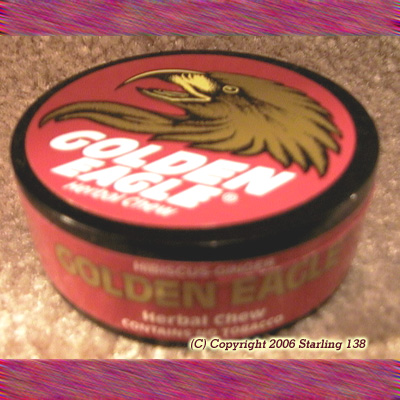 GOLDEN
EAGLE®
Herbal Chew
HIBISCUS GINGER
GOLDEN EAGLE
Herbal Chew
CONTAINS NO TOBACCO
(C) Copyright 2006 Starling 138